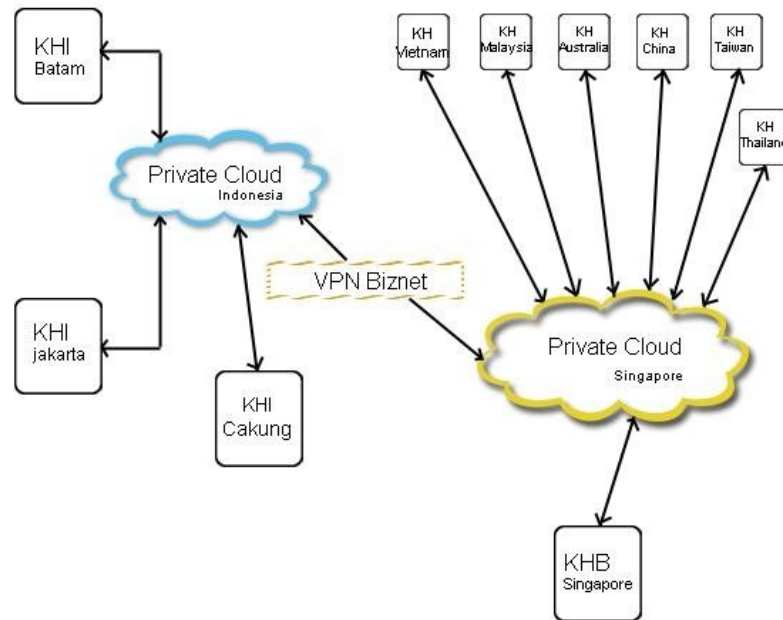 KHI
Batam
KH
Vietnam
KH
Malaysia
KH
Australia
KH
China
KH
Taiwan
KH
Thailand
Private Cloud
Indonesia
VPN Biznet
KHI
jakarta
KHI
Cakung
Private Cloud
Singapore
KHB
Singapore